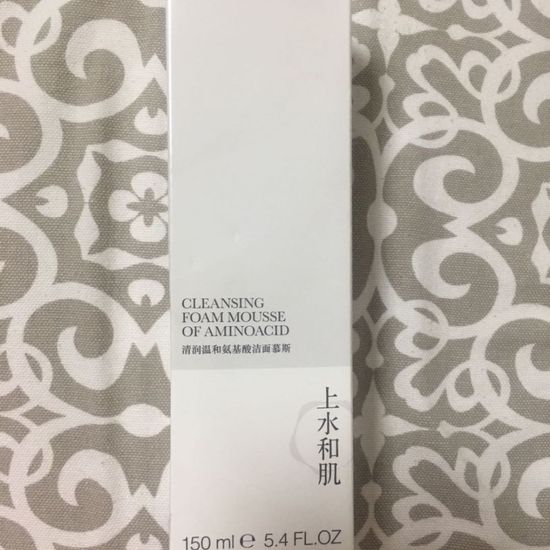 CLEANSING
FOAM MOUSSE
OF AMINOACID
清润温和氨基酸洁面慕斯
上水和肌
150 ml e 5.4 FL.OZ